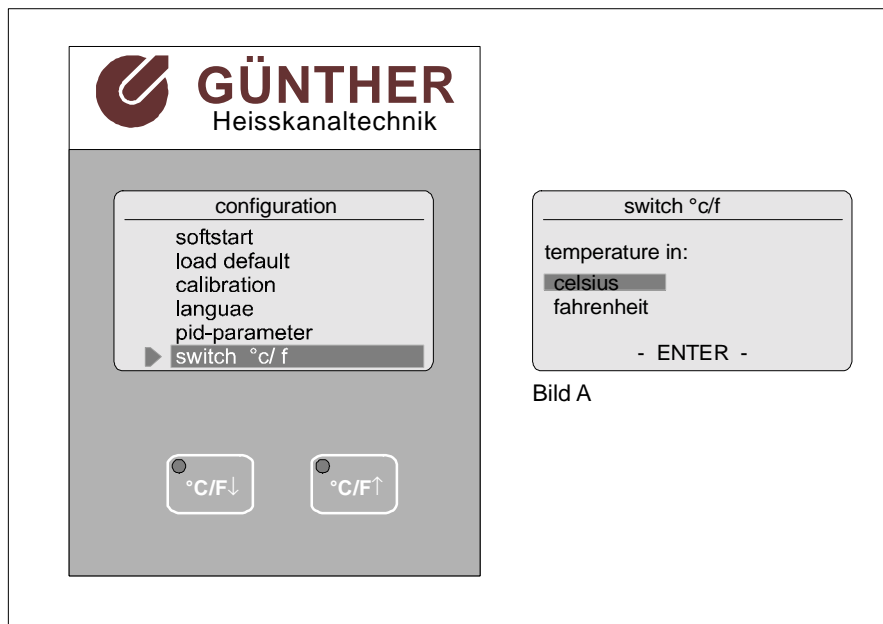 GÜNTHER
Heisskanaltechnik
configuration
softstart
load default
calibration
languae
pid-parameter
switch °c/ f
°C/F↓
°C/F↑
switch °c/f
temperature in:
celsius
fahrenheit
- ENTER -
Bild A